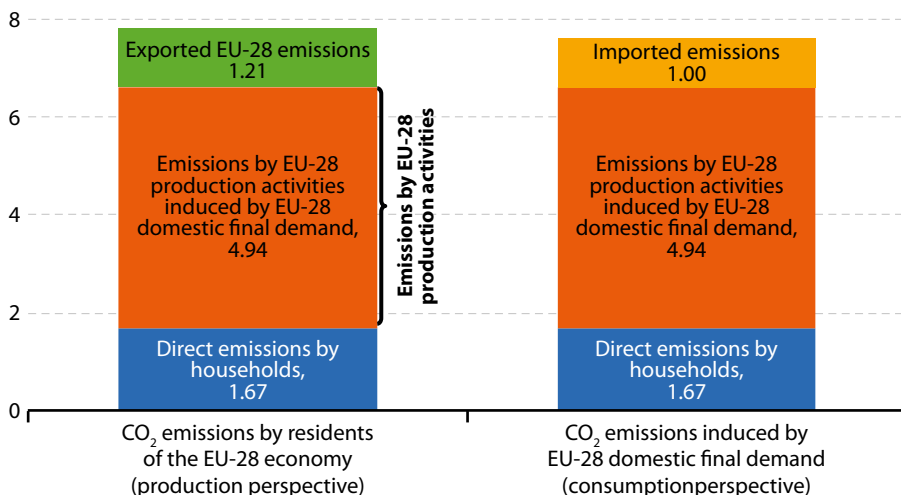 8
6
4
2
0
Exported EU-28 emissions
1.21
Emissions by EU-28
production activities
induced by EU-28
domestic final demand,
4.94
Direct emissions by
households,
1.67
Emissions by EU-28
production activities
Imported emissions
1.00
Emissions by EU-28
production activities
induced by EU-28
domestic final demand,
4.94
Direct emissions by
households,
1.67
CO₂ emissions by residents
of the EU-28 economy
(production perspective)
CO₂ emissions induced by
EU-28 domestic final demand
(consumptionperspective)